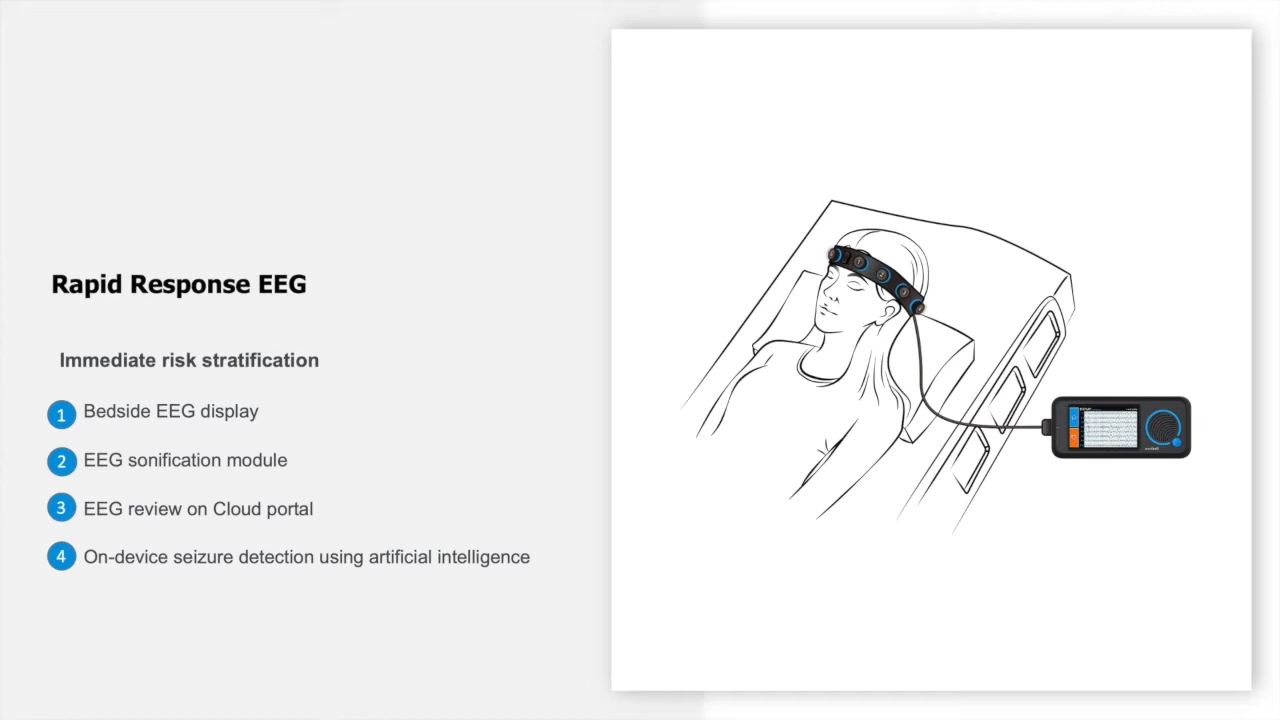 Rapid Response EEG
Immediate risk stratification
1 Bedside EEG display
2 EEG sonification module
3 EEG review on Cloud portal
4 On-device seizure detection using artificial intelligence